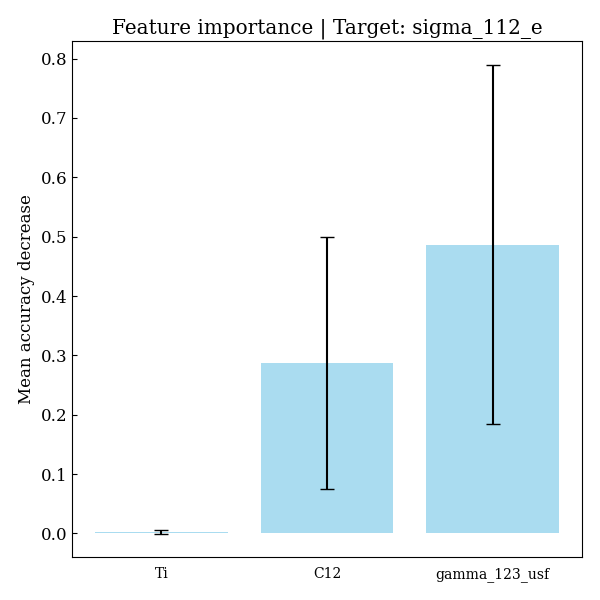 Feature importance | Target: sigma_112_e
Mean accuracy decrease
0.8
0.7
0.6
0.5
0.4
0.3
0.2
0.1
0.0
Ti
C12
gamma_123_usf